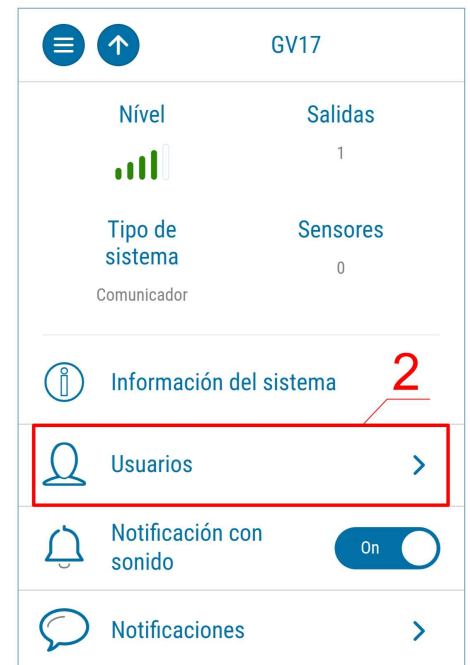 GV17
Nível
Salidas
1
Tipo de
sistema
Sensores
0
Comunicador
Información del sistema
2
Usuarios
Notificación con
sonido
On
Notificaciones